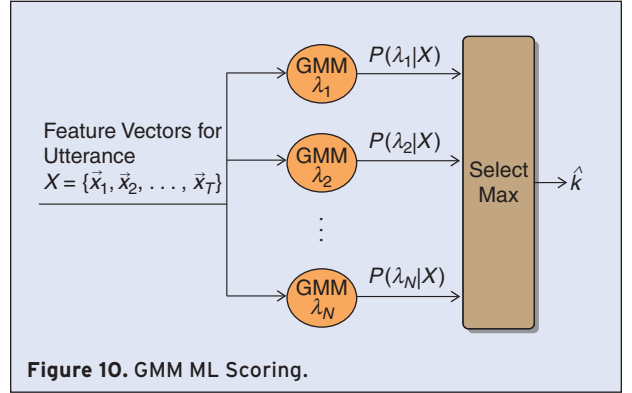 GMM
λ1
P(λ1|X)
Feature Vectors for
Utterance
X = {x⃗1, x⃗2, . . . , x⃗T}
GMM
λ2
P(λ2|X)
Select
Max
k̂
⋮
GMM
λN
P(λN|X)
Figure 10. GMM ML Scoring.